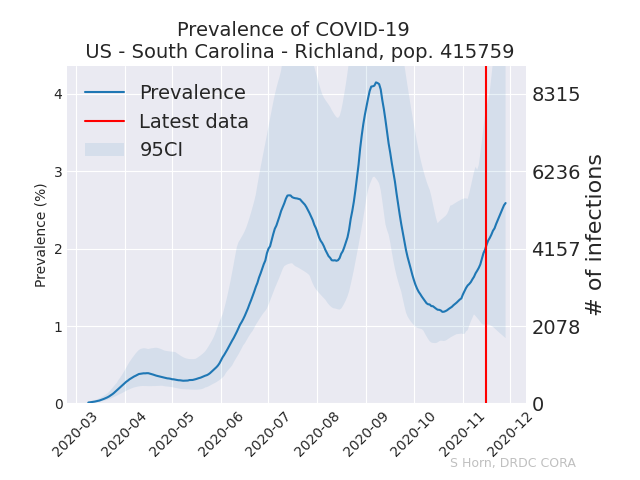 Prevalence of COVID-19
US - South Carolina - Richland, pop. 415759
Prevalence
Latest data
95CI
Prevalence (%)
4
3
2
1
0
8315
6236
4157
2078
0
# of infections
2020-03
2020-04
2020-05
2020-06
2020-07
2020-08
2020-09
2020-10
2020-11
2020-12
S Horn, DRDC CORA